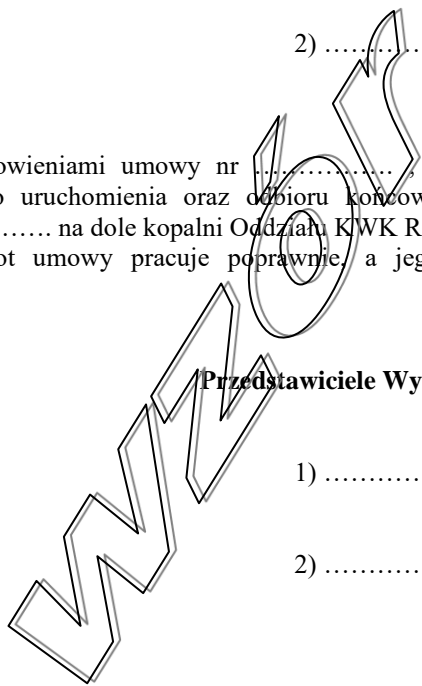 2) ……………
owieniami umowy nr …………… ,
o uruchomienia oraz odbioru końcow
……. na dole kopalni Oddziału KWK R
ot umowy pracuje poprawnie, a jeg
Przedstawiciele Wy
1) ……………
2) ……………
wzór